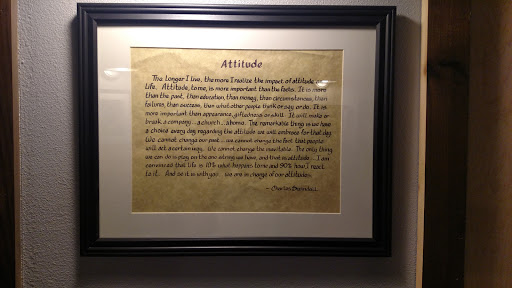 Attitude
The longer I live, the more I realize the impact of attitude on
life. Attitude, to me, is more important than the facts. It is more
than the past, than education, than money, than circumstances, than
failures, than success, than what other people think or say or do. It is
more important than appearance, giftedness or skill. It will make or
break a company... a church... a home. The remarkable thing is we have
a choice every day regarding the attitude we will embrace for that day.
We cannot change our past... we cannot change the fact that people
will act a certain way. We cannot change the inevitable. The only thing
we can do is play on the one string we have, and that is attitude... I am
convinced that life is 10% what happens to me and 90% how I react
to it. And so it is with you... we are in charge of our attitudes.
- Charles Swindoll